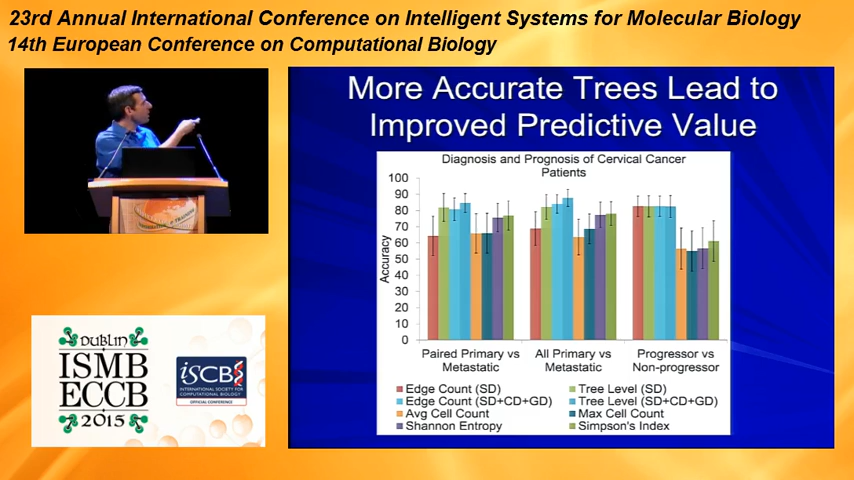 23rd Annual International Conference on Intelligent Systems for Molecular Biology
14th European Conference on Computational Biology
More Accurate Trees Lead to
Improved Predictive Value
Diagnosis and Prognosis of Cervical Cancer
Patients
Accuracy
100
90
80
70
60
50
40
30
20
10
0
Paired Primary vs
Metastatic
All Primary vs
Metastatic
Progressor vs
Non-progressor
Edge Count (SD)
Tree Level (SD)
Edge Count (SD+CD+GD)
Tree Level (SD+CD+GD)
Avg Cell Count
Max Cell Count
Shannon Entropy
Simpson's Index
DUBLIN
ISMB
ECCB
2015
ISCB
INTERNATIONAL SOCIETY FOR
COMPUTATIONAL BIOLOGY
OFFICIAL CONFERENCE